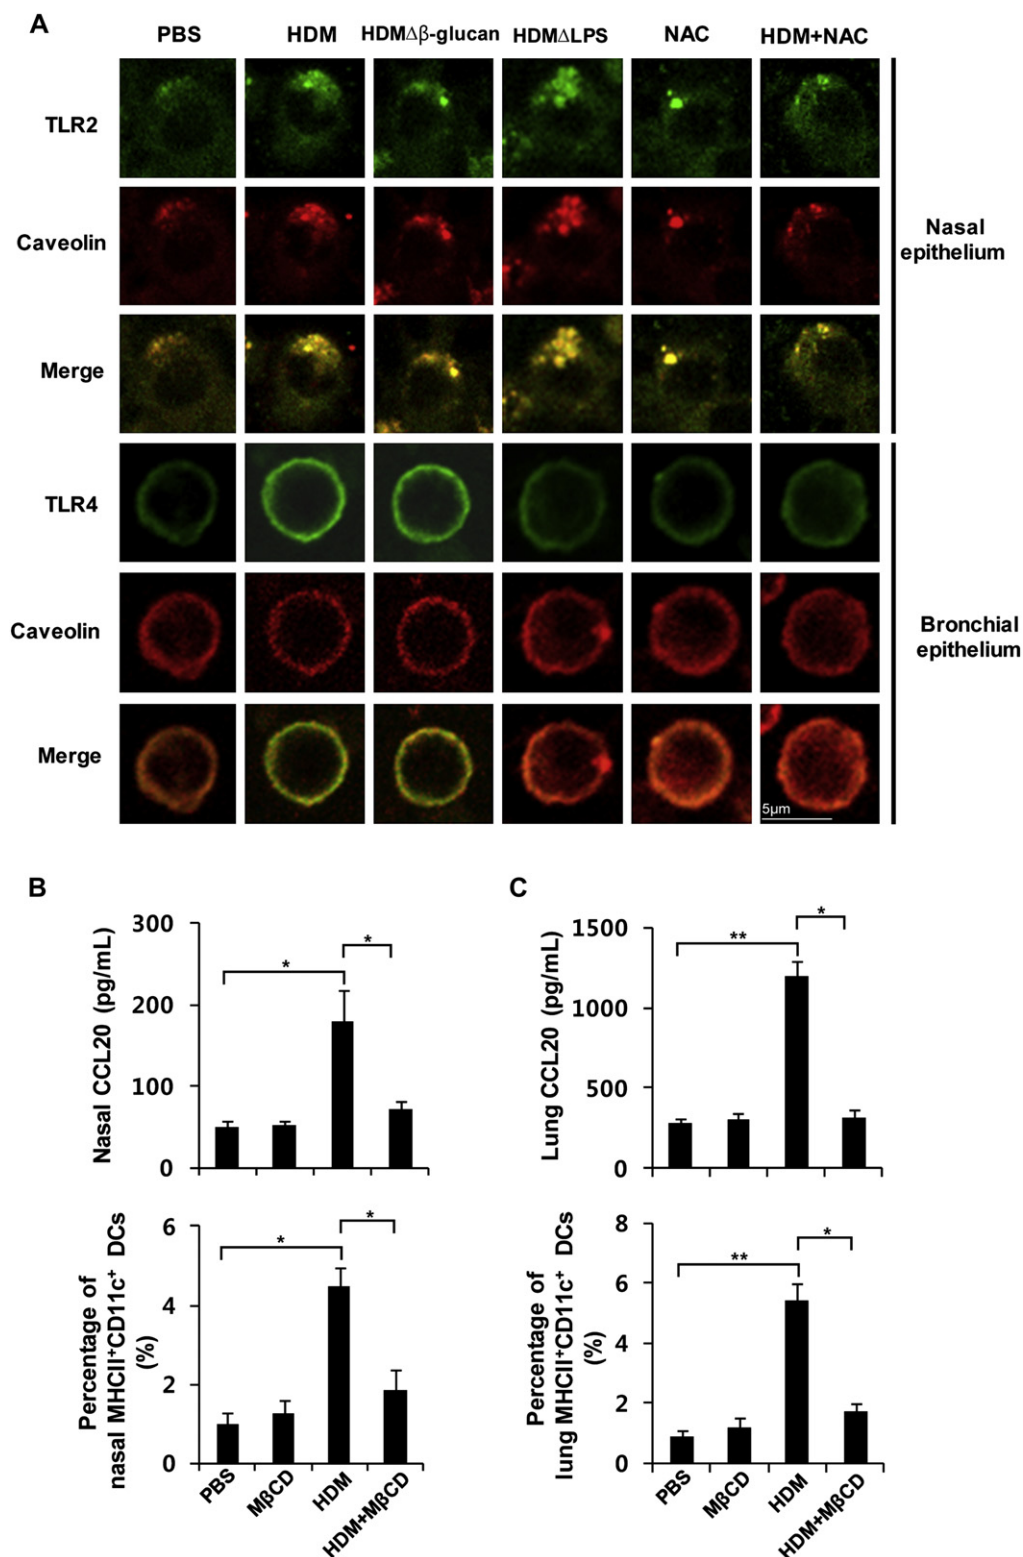 A
PBS HDM HDMΔβ-glucan HDMΔLPS NAC HDM+NAC
TLR2
Caveolin
Merge
Nasal
epithelium
TLR4
Caveolin
Merge
Bronchial
epithelium
5μm
B
Nasal CCL20 (pg/mL)
300
200
100
0
*
*
Percentage of
nasal MHCII⁺CD11c⁺ DCs
(%)
6
4
2
0
*
*
PBS
MβCD
HDM
HDM+MβCD
C
Lung CCL20 (pg/mL)
1500
1000
500
0
**
*
Percentage of
lung MHCII⁺CD11c⁺ DCs
(%)
8
6
4
2
0
**
*
PBS
MβCD
HDM
HDM+MβCD